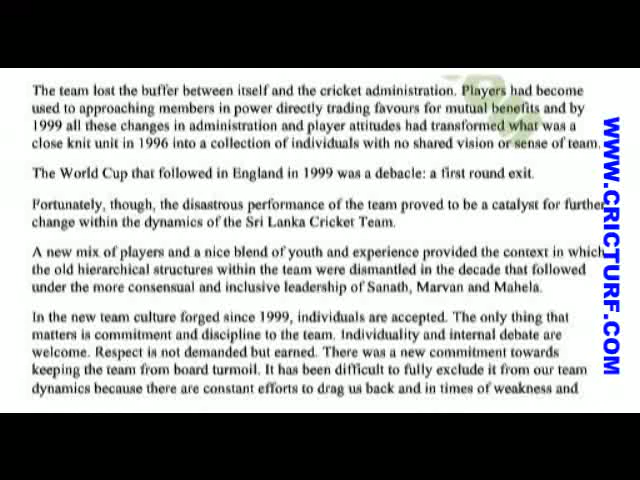 The team lost the buffer between itself and the cricket administration. Players had become
used to approaching members in power directly trading favours for mutual benefits and by
1999 all these changes in administration and player attitudes had transformed what was a
close knit unit in 1996 into a collection of individuals with no shared vision or sense of team.
The World Cup that followed in England in 1999 was a debacle: a first round exit.
Fortunately, though, the disastrous performance of the team proved to be a catalyst for further
change within the dynamics of the Sri Lanka Cricket Team.
A new mix of players and a nice blend of youth and experience provided the context in which
the old hierarchical structures within the team were dismantled in the decade that followed
under the more consensual and inclusive leadership of Sanath, Marvan and Mahela.
In the new team culture forged since 1999, individuals are accepted. The only thing that
matters is commitment and discipline to the team. Individuality and internal debate are
welcome. Respect is not demanded but earned. There was a new commitment towards
keeping the team from board turmoil. It has been difficult to fully exclude it from our team
dynamics because there are constant efforts to drag us back and in times of weakness and
WWW.CRICTURF.COM